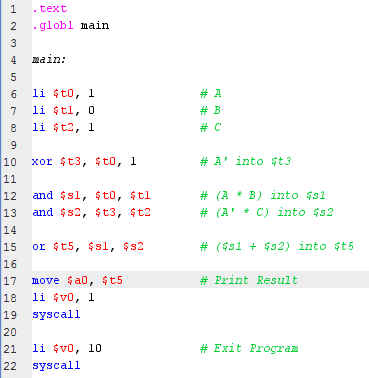 1 .text
2 .globl main
3
4 main:
5
6 li $t0, 1 # A
7 li $t1, 0 # B
8 li $t2, 1 # C
9
10 xor $t3, $t0, 1 # A' into $t3
11
12 and $s1, $t0, $t1 # (A * B) into $s1
13 and $s2, $t3, $t2 # (A' * C) into $s2
14
15 or $t5, $s1, $s2 # ($s1 + $s2) into $t5
16
17 move $a0, $t5 # Print Result
18 li $v0, 1
19 syscall
20
21 li $v0, 10 # Exit Program
22 syscall